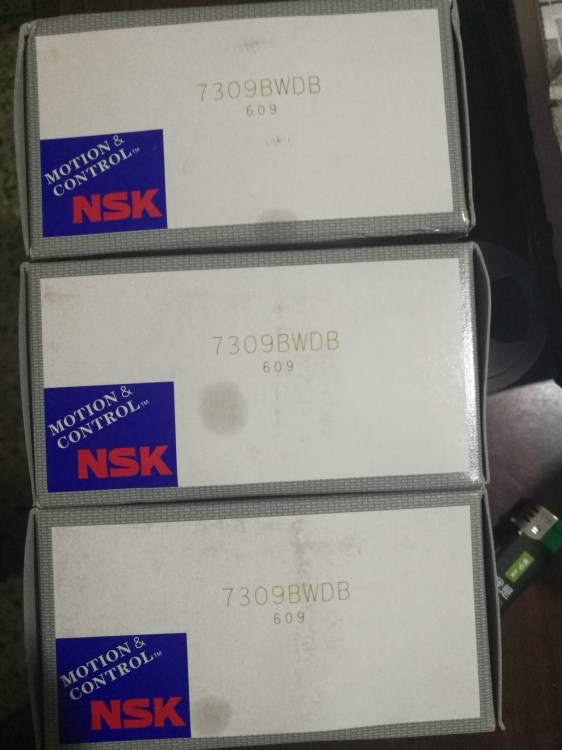 7309BWDB
609
MOTION &
CONTROL™
NSK
7309BWDB
609
MOTION &
CONTROL™
NSK
7309BWDB
609
MOTION &
CONTROL™
NSK